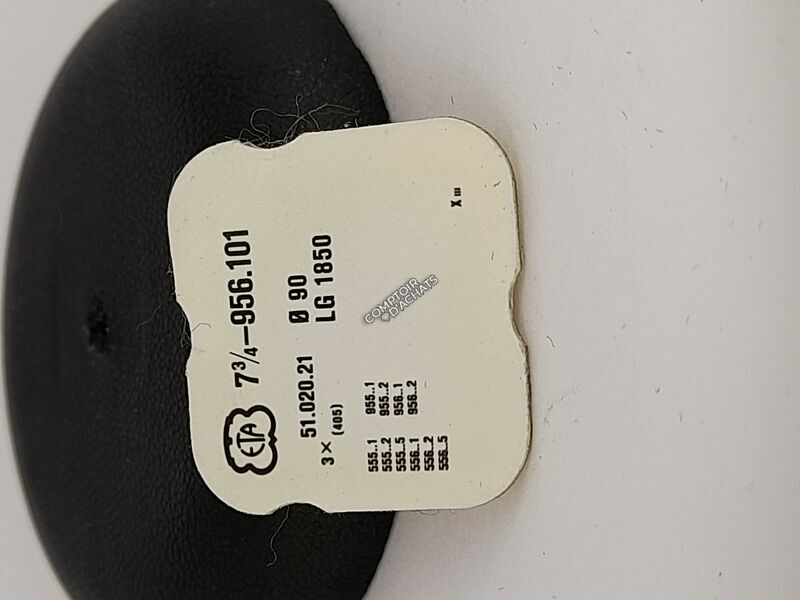 ETA 7¾–956.101
51.020.21 Ø 90
3× (405) LG 1850
555..1 955..1
555..2 955..2
555..5 956..1
556..1 956..2
556..2
556..5
X III
COMPTOIR
D'ACHATS